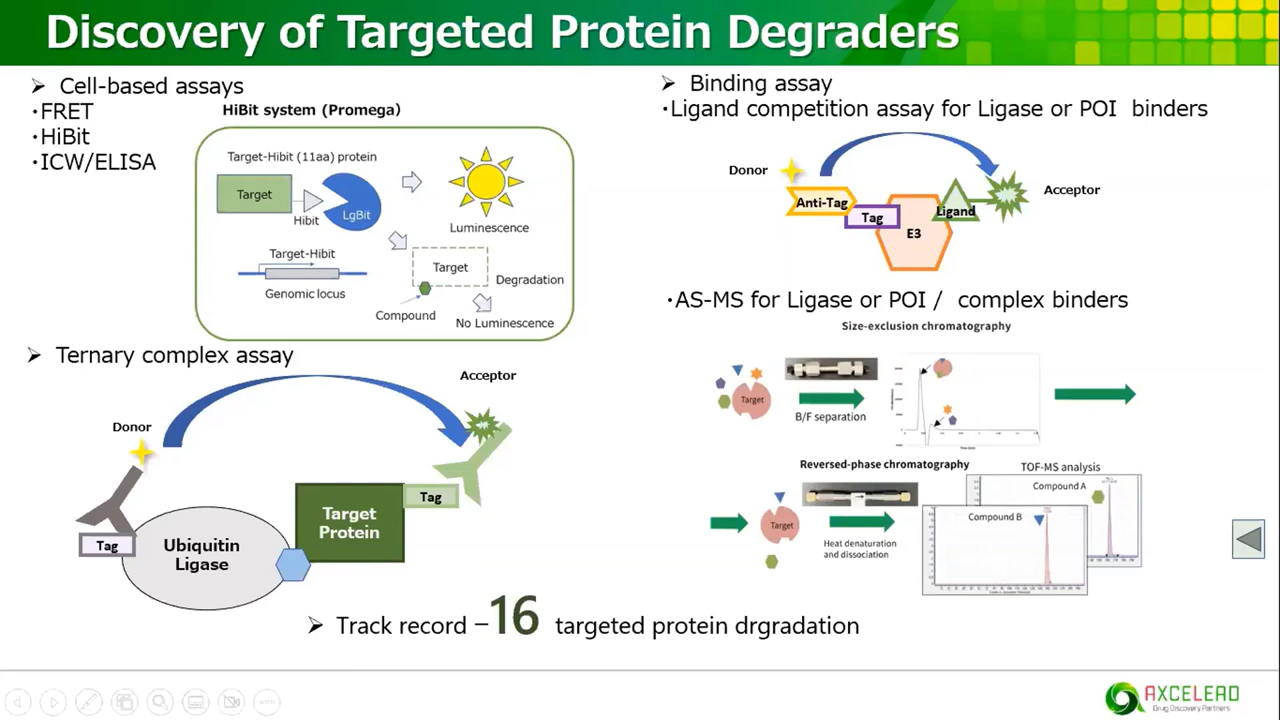 Discovery of Targeted Protein Degraders
➢ Cell-based assays
・FRET
・HiBit
・ICW/ELISA
HiBit system (Promega)
Target-Hibit (11aa) protein
Target
Hibit
LgBit
Luminescence
Target-Hibit
Genomic locus
Target
Degradation
Compound
No Luminescence
➢ Ternary complex assay
Acceptor
Donor
Tag
Ubiquitin
Ligase
Target
Protein
Tag
➢ Binding assay
・Ligand competition assay for Ligase or POI binders
Donor
Acceptor
Anti-Tag
Tag
E3
Ligand
・AS-MS for Ligase or POI / complex binders
Size-exclusion chromatography
Target
B/F separation
Reversed-phase chromatography
TOF-MS analysis
Compound A
Compound B
Target
Heat denaturation
and dissociation
➢ Track record –16 targeted protein drgradation
AXCELEAD
Drug Discovery Partners